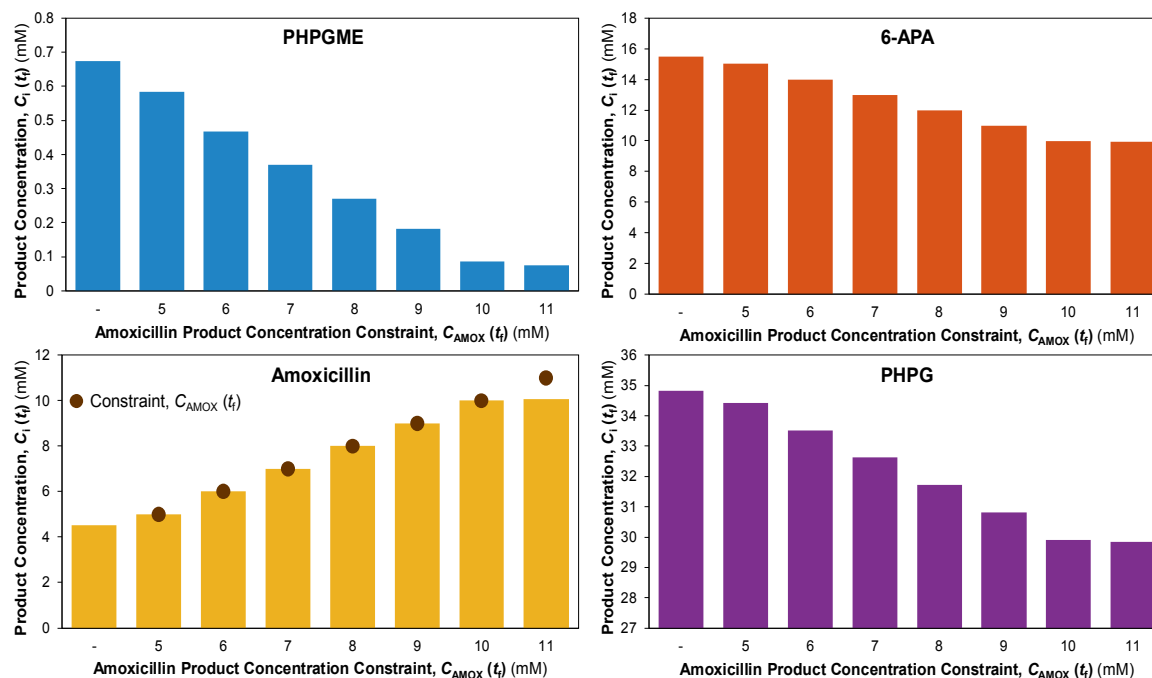 PHPGME
Product Concentration, Ci (tf) (mM)
0.8
0.7
0.6
0.5
0.4
0.3
0.2
0.1
0
- 5 6 7 8 9 10 11
Amoxicillin Product Concentration Constraint, CAMOX (tf) (mM)
6-APA
Product Concentration, Ci (tf) (mM)
18
16
14
12
10
8
6
4
2
0
- 5 6 7 8 9 10 11
Amoxicillin Product Concentration Constraint, CAMOX (tf) (mM)
Amoxicillin
Constraint, CAMOX (tf)
Product Concentration, Ci (tf) (mM)
12
10
8
6
4
2
0
- 5 6 7 8 9 10 11
Amoxicillin Product Concentration Constraint, CAMOX (tf) (mM)
PHPG
Product Concentration, Ci (tf) (mM)
36
35
34
33
32
31
30
29
28
27
- 5 6 7 8 9 10 11
Amoxicillin Product Concentration Constraint, CAMOX (tf) (mM)